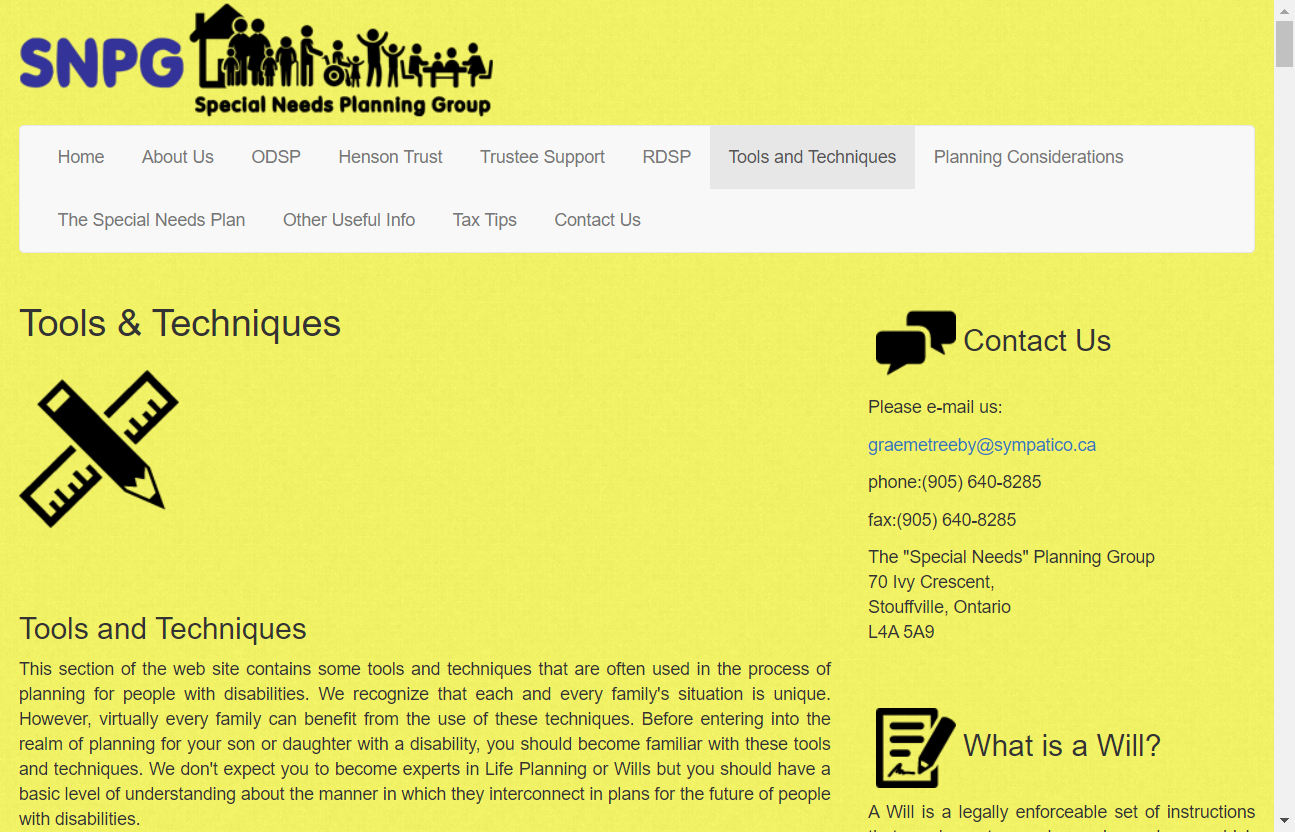 SNPG
Special Needs Planning Group
Home About Us ODSP Henson Trust Trustee Support RDSP Tools and Techniques Planning Considerations
The Special Needs Plan Other Useful Info Tax Tips Contact Us
Tools & Techniques
Tools and Techniques
This section of the web site contains some tools and techniques that are often used in the process of
planning for people with disabilities. We recognize that each and every family's situation is unique.
However, virtually every family can benefit from the use of these techniques. Before entering into the
realm of planning for your son or daughter with a disability, you should become familiar with these tools
and techniques. We don't expect you to become experts in Life Planning or Wills but you should have a
basic level of understanding about the manner in which they interconnect in plans for the future of people
with disabilities.
Contact Us
Please e-mail us:
graemetreeby@sympatico.ca
phone:(905) 640-8285
fax:(905) 640-8285
The "Special Needs" Planning Group
70 Ivy Crescent,
Stouffville, Ontario
L4A 5A9
What is a Will?
A Will is a legally enforceable set of instructions